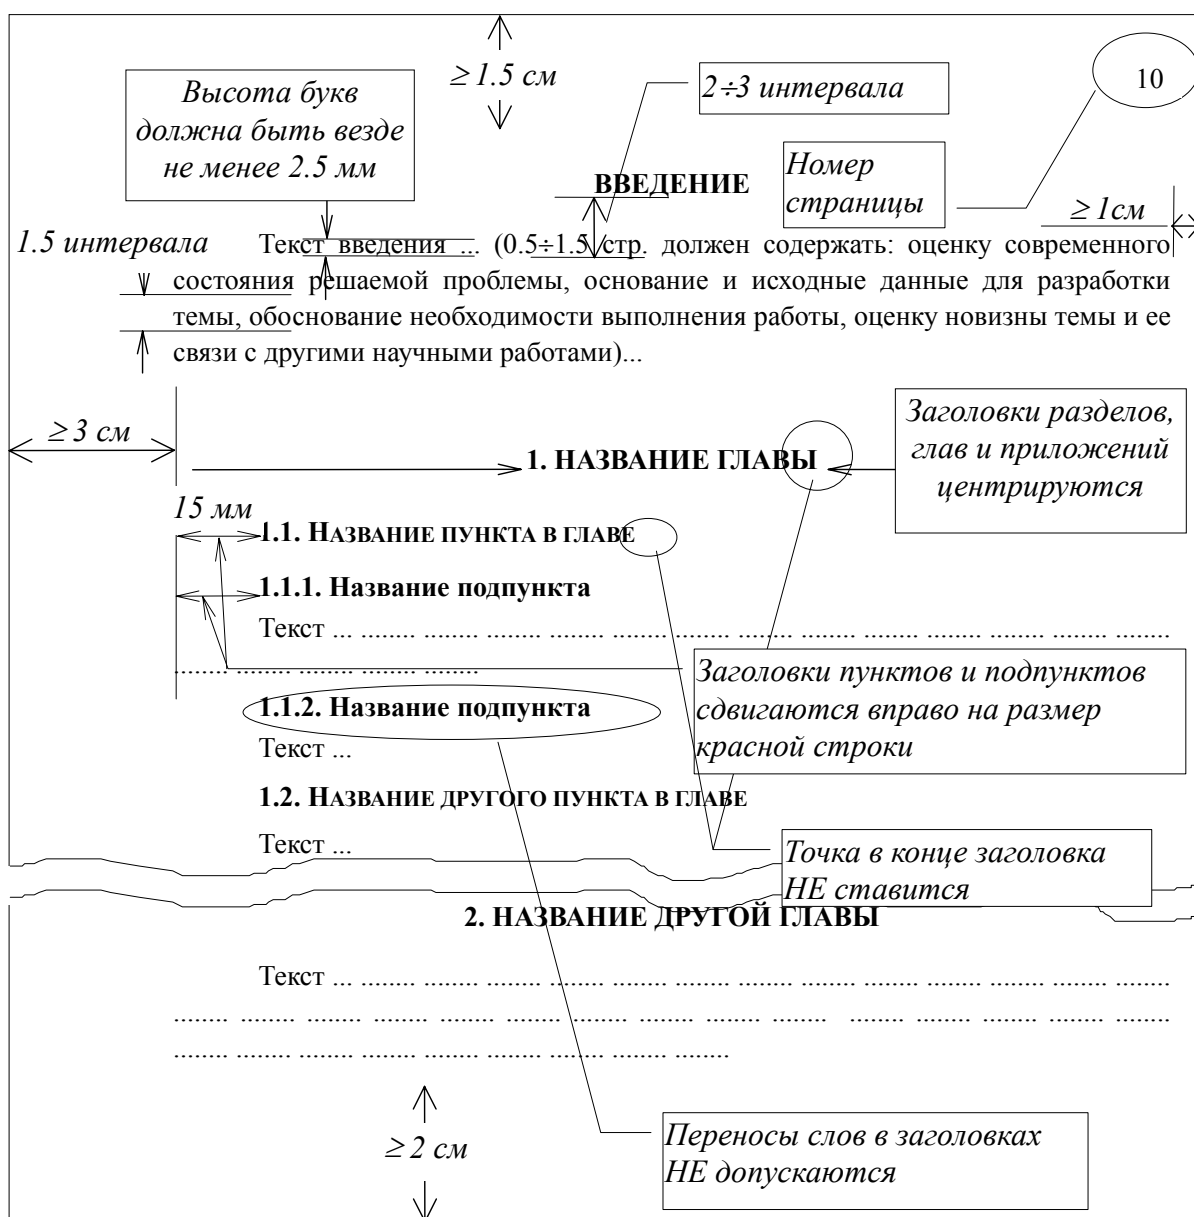 ≥ 1.5 см
10
Высота букв
должна быть везде
не менее 2.5 мм
2÷3 интервала
Номер
страницы
ВВЕДЕНИЕ
≥ 1см
1.5 интервала
Текст введения ... (0.5÷1.5 стр. должен содержать: оценку современного
состояния решаемой проблемы, основание и исходные данные для разработки
темы, обоснование необходимости выполнения работы, оценку новизны темы и ее
связи с другими научными работами)...
≥ 3 см
Заголовки разделов,
глав и приложений
центрируются
1. НАЗВАНИЕ ГЛАВЫ
15 мм
1.1. НАЗВАНИЕ ПУНКТА В ГЛАВЕ
1.1.1. Название подпункта
Текст ... ........ ........ ........ ........ ........ ........ ........ ........ ........ ........ ........ ........ ........
........ ........ ........ ........ ........
Заголовки пунктов и подпунктов
сдвигаются вправо на размер
красной строки
1.1.2. Название подпункта
Текст ...
1.2. НАЗВАНИЕ ДРУГОГО ПУНКТА В ГЛАВЕ
Текст ...
Точка в конце заголовка
НЕ ставится
2. НАЗВАНИЕ ДРУГОЙ ГЛАВЫ
Текст ... ........ ........ ........ ........ ........ ........ ........ ........ ........ ........ ........ ........ ........
........ ........ ........ ........ ........ ........ ........ ........ ........ ........ ........ ........ ........ ........ ........
........ ........ ........ ........ ........ ........ ........ ........ ........
≥ 2 см
Переносы слов в заголовках
НЕ допускаются